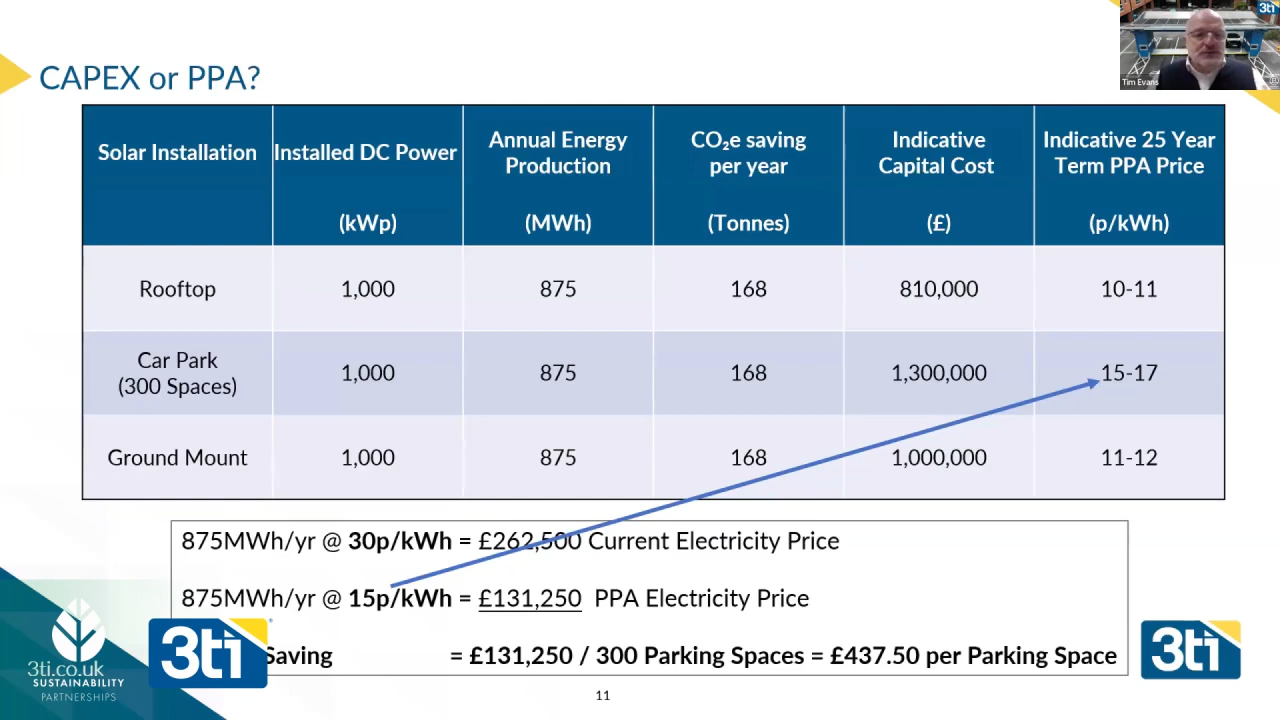 3ti
Tim Evans
CAPEX or PPA?
Solar Installation
Installed DC Power
(kWp)
Annual Energy
Production
(MWh)
CO₂e saving
per year
(Tonnes)
Indicative
Capital Cost
(£)
Indicative 25 Year
Term PPA Price
(p/kWh)
Rooftop
1,000
875
168
810,000
10-11
Car Park
(300 Spaces)
1,000
875
168
1,300,000
15-17
Ground Mount
1,000
875
168
1,000,000
11-12
875MWh/yr @ 30p/kWh = £262,500 Current Electricity Price
875MWh/yr @ 15p/kWh = £131,250 PPA Electricity Price
Saving = £131,250 / 300 Parking Spaces = £437.50 per Parking Space
3ti
3ti
3ti.co.uk
SUSTAINABILITY
PARTNERSHIPS
11